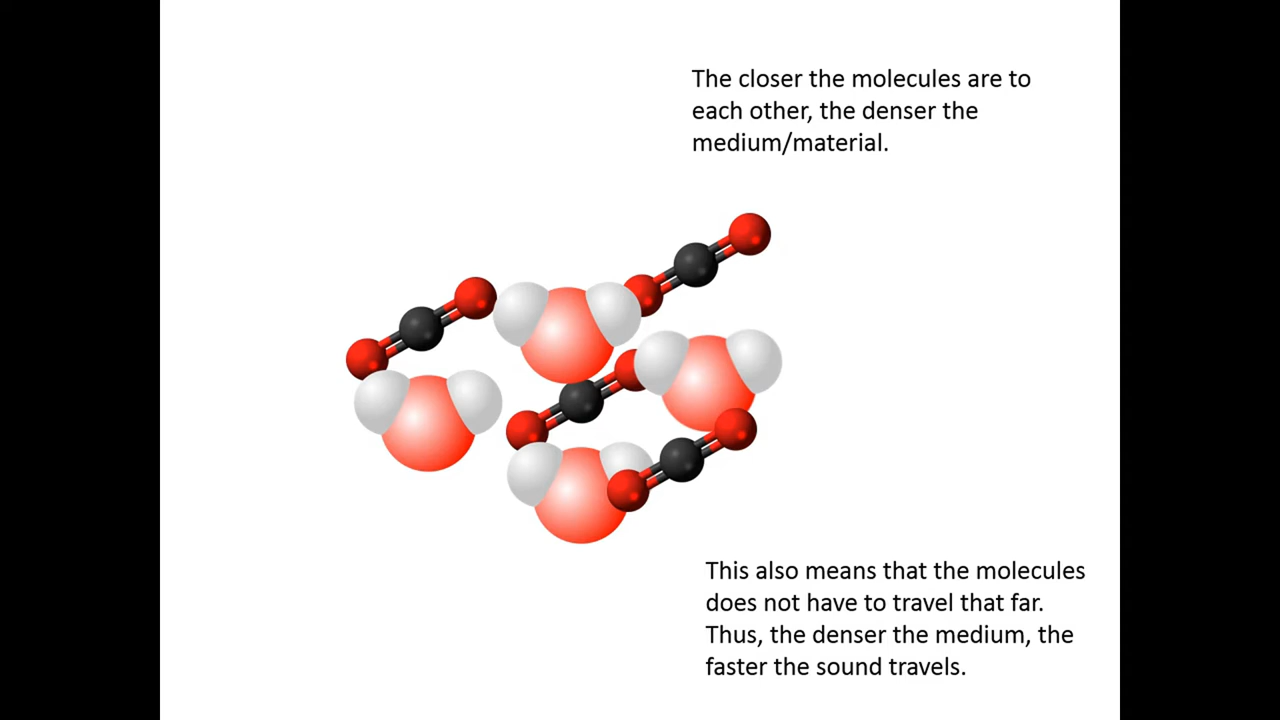 The closer the molecules are to
each other, the denser the
medium/material.
This also means that the molecules
does not have to travel that far.
Thus, the denser the medium, the
faster the sound travels.